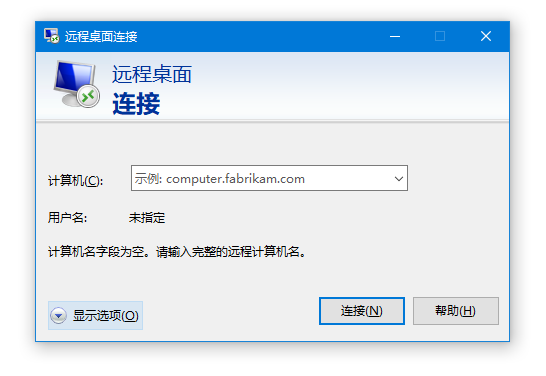 远程桌面连接
远程桌面
连接
计算机(C): 示例: computer.fabrikam.com
用户名: 未指定
计算机名字段为空。请输入完整的远程计算机名。
显示选项(O) 连接(N) 帮助(H)